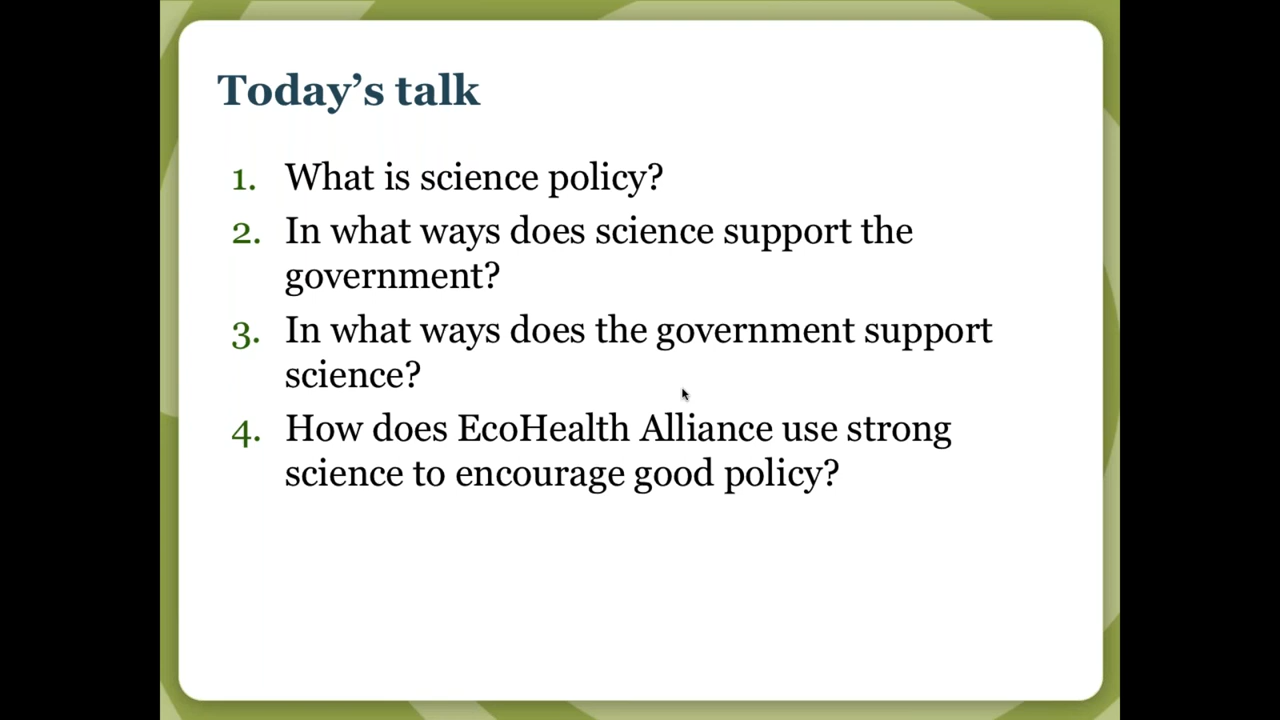 Today’s talk
1. What is science policy?
2. In what ways does science support the
government?
3. In what ways does the government support
science?
4. How does EcoHealth Alliance use strong
science to encourage good policy?